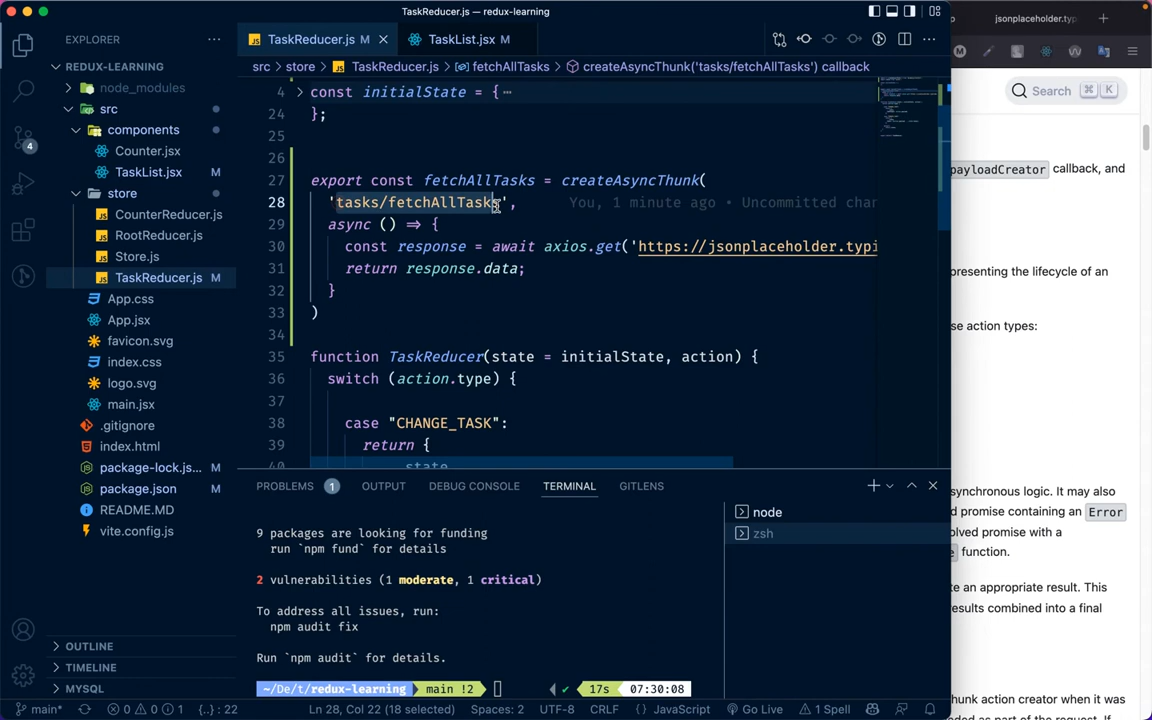 TaskReducer.js — redux-learning
EXPLORER
REDUX-LEARNING
node_modules
src
components
Counter.jsx
TaskList.jsx M
store
CounterReducer.js
RootReducer.js
Store.js
TaskReducer.js M
App.css
App.jsx
favicon.svg
index.css
logo.svg
main.jsx
.gitignore
index.html
package-lock.js... M
package.json M
README.MD
vite.config.js
OUTLINE
TIMELINE
MYSQL
4
TaskReducer.js M
TaskList.jsx M
src > store > TaskReducer.js > fetchAllTasks > createAsyncThunk('tasks/fetchAllTasks') callback
4 const initialState = {
24 };
25
26
27 export const fetchAllTasks = createAsyncThunk(
28 'tasks/fetchAllTasks', You, 1 minute ago • Uncommitted chan
29 async () => {
30 const response = await axios.get('https://jsonplaceholder.typi
31 return response.data;
32 }
33 )
34
35 function TaskReducer(state = initialState, action) {
36 switch (action.type) {
37
38 case "CHANGE_TASK":
39 return {
40 state
PROBLEMS 1 OUTPUT DEBUG CONSOLE TERMINAL GITLENS
9 packages are looking for funding
run `npm fund` for details
2 vulnerabilities (1 moderate, 1 critical)
To address all issues, run:
npm audit fix
Run `npm audit` for details.
~/De/t/redux-learning main !2 ✔ 17s 07:30:08
node
zsh
main* 0 0 1 {..} : 22 Ln 28, Col 22 (18 selected) Spaces: 2 UTF-8 CRLF JavaScript Go Live 1 Spell
jsonplaceholder.typ
Search ⌘ K
payloadCreator callback, and
presenting the lifecycle of an
se action types:
synchronous logic. It may also
d promise containing an Error
olved promise with a
function.
te an appropriate result. This
results combined into a final
hunk action creator when it was